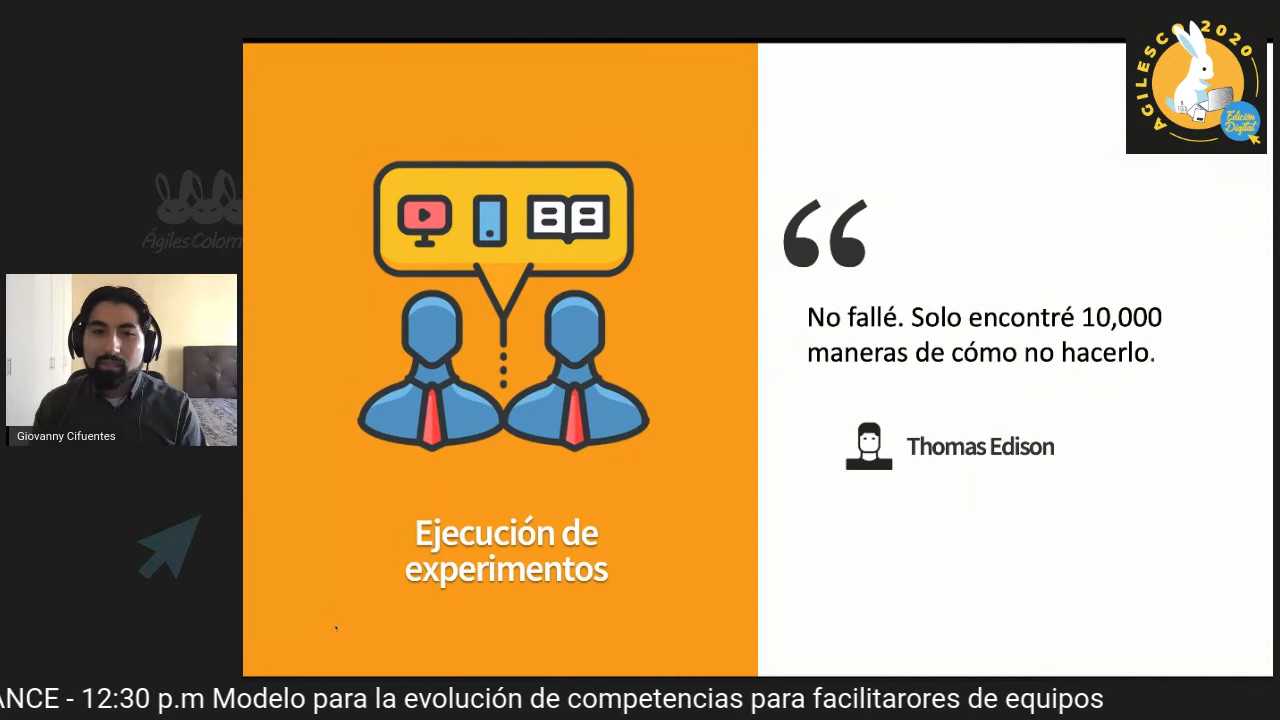 AGILESCO 2020
Edición
Digital
No fallé. Solo encontré 10,000
maneras de cómo no hacerlo.
Thomas Edison
ÁgilesColom
Giovanny Cifuentes
Ejecución de
experimentos
ANCE - 12:30 p.m Modelo para la evolución de competencias para facilitarores de equipos